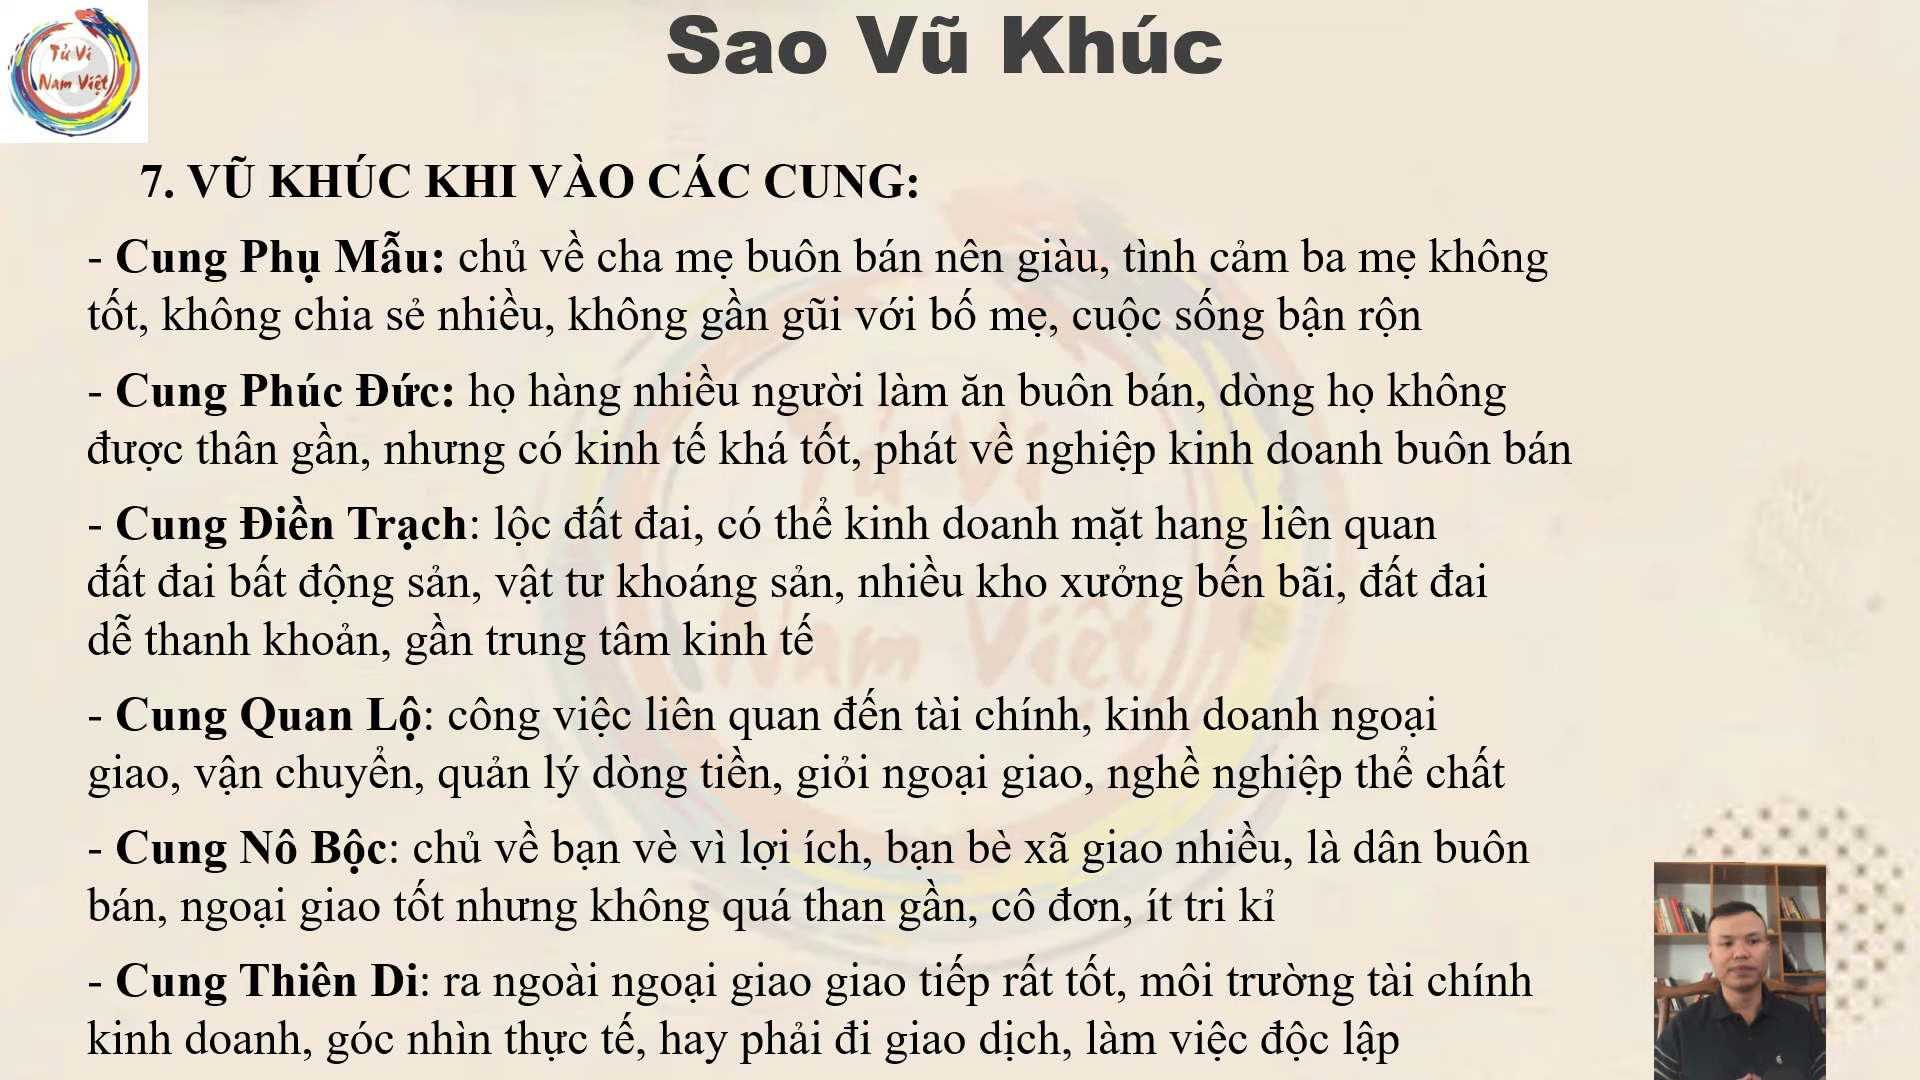 Tử Vi
Nam Việt
Sao Vũ Khúc
7. VŨ KHÚC KHI VÀO CÁC CUNG:
- Cung Phụ Mẫu: chủ về cha mẹ buôn bán nên giàu, tình cảm ba mẹ không
tốt, không chia sẻ nhiều, không gần gũi với bố mẹ, cuộc sống bận rộn
- Cung Phúc Đức: họ hàng nhiều người làm ăn buôn bán, dòng họ không
được thân gần, nhưng có kinh tế khá tốt, phát về nghiệp kinh doanh buôn bán
- Cung Điền Trạch: lộc đất đai, có thể kinh doanh mặt hang liên quan
đất đai bất động sản, vật tư khoáng sản, nhiều kho xưởng bến bãi, đất đai
dễ thanh khoản, gần trung tâm kinh tế
- Cung Quan Lộ: công việc liên quan đến tài chính, kinh doanh ngoại
giao, vận chuyển, quản lý dòng tiền, giỏi ngoại giao, nghề nghiệp thể chất
- Cung Nô Bộc: chủ về bạn vè vì lợi ích, bạn bè xã giao nhiều, là dân buôn
bán, ngoại giao tốt nhưng không quá than gần, cô đơn, ít tri kỉ
- Cung Thiên Di: ra ngoài ngoại giao giao tiếp rất tốt, môi trường tài chính
kinh doanh, góc nhìn thực tế, hay phải đi giao dịch, làm việc độc lập
Tử Vi
Nam Việt